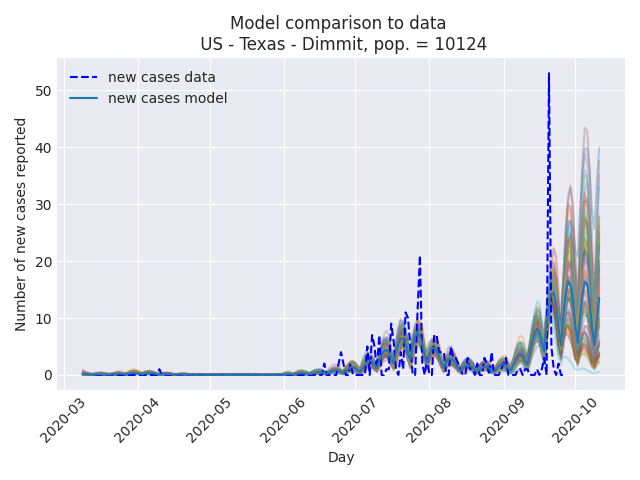 Model comparison to data
US - Texas - Dimmit, pop. = 10124
new cases data
new cases model
Number of new cases reported
50
40
30
20
10
0
2020-03
2020-04
2020-05
2020-06
2020-07
2020-08
2020-09
2020-10
Day